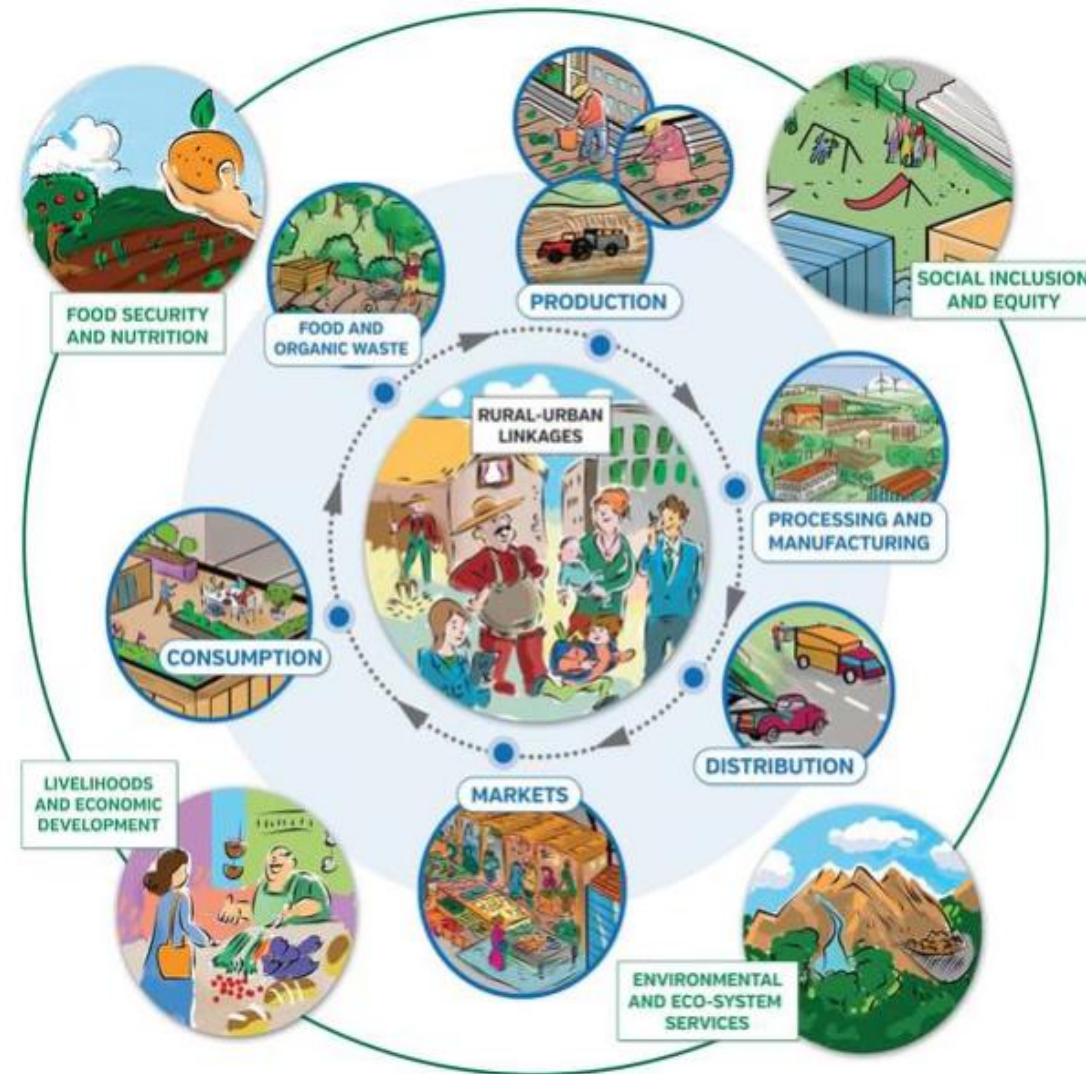 PRODUCTION
FOOD SECURITY
AND NUTRITION
SOCIAL INCLUSION
AND EQUITY
FOOD AND
ORGANIC WASTE
RURAL-URBAN
LINKAGES
PROCESSING AND
MANUFACTURING
CONSUMPTION
DISTRIBUTION
MARKETS
LIVELIHOODS
AND ECONOMIC
DEVELOPMENT
ENVIRONMENTAL
AND ECO-SYSTEM
SERVICES